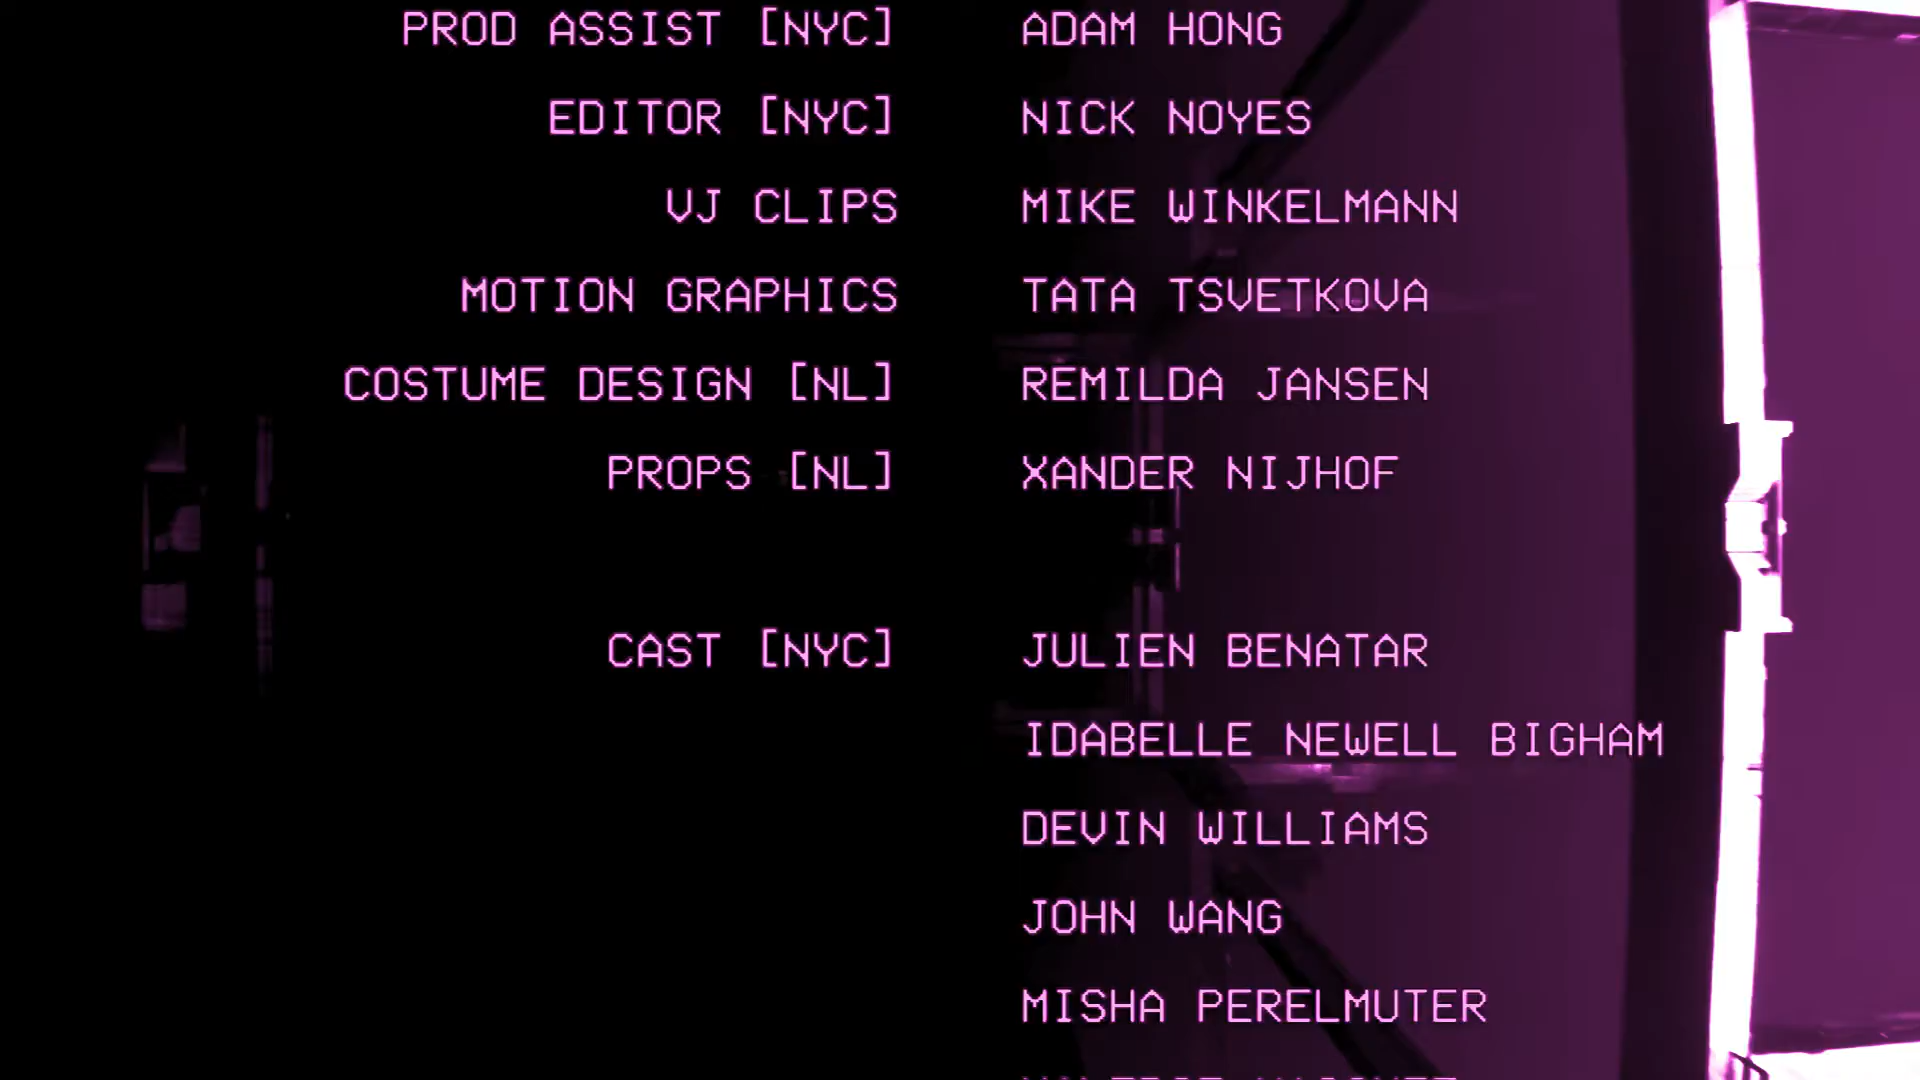 PROD ASSIST [NYC] ADAM HONG
EDITOR [NYC] NICK NOYES
VJ CLIPS MIKE WINKELMANN
MOTION GRAPHICS TATA TSVETKOVA
COSTUME DESIGN [NL] REMILDA JANSEN
PROPS [NL] XANDER NIJHOF
CAST [NYC] JULIEN BENATAR
IDABELLE NEWELL BIGHAM
DEVIN WILLIAMS
JOHN WANG
MISHA PERELMUTER